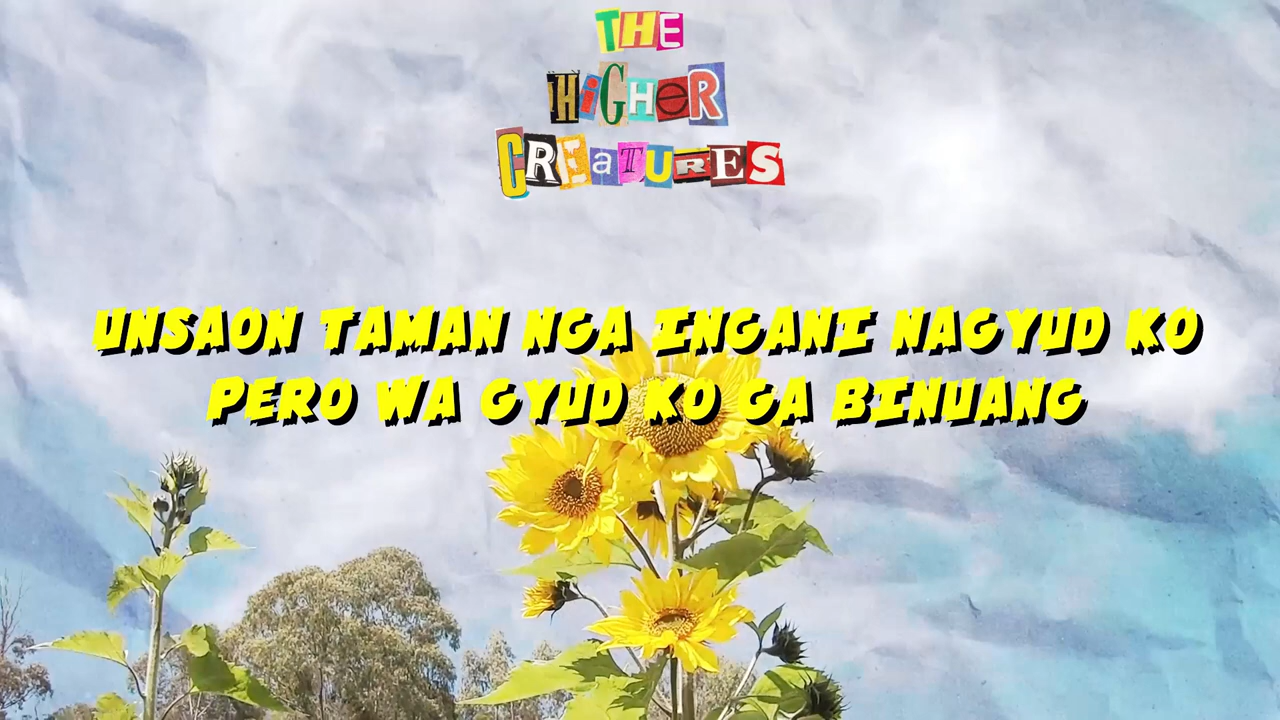 THE
HiGHeR
CREaTURES
UNSAON TAMAN NGA INGANI NAGYUD KO
PERO WA GYUD KO GA BINUANG